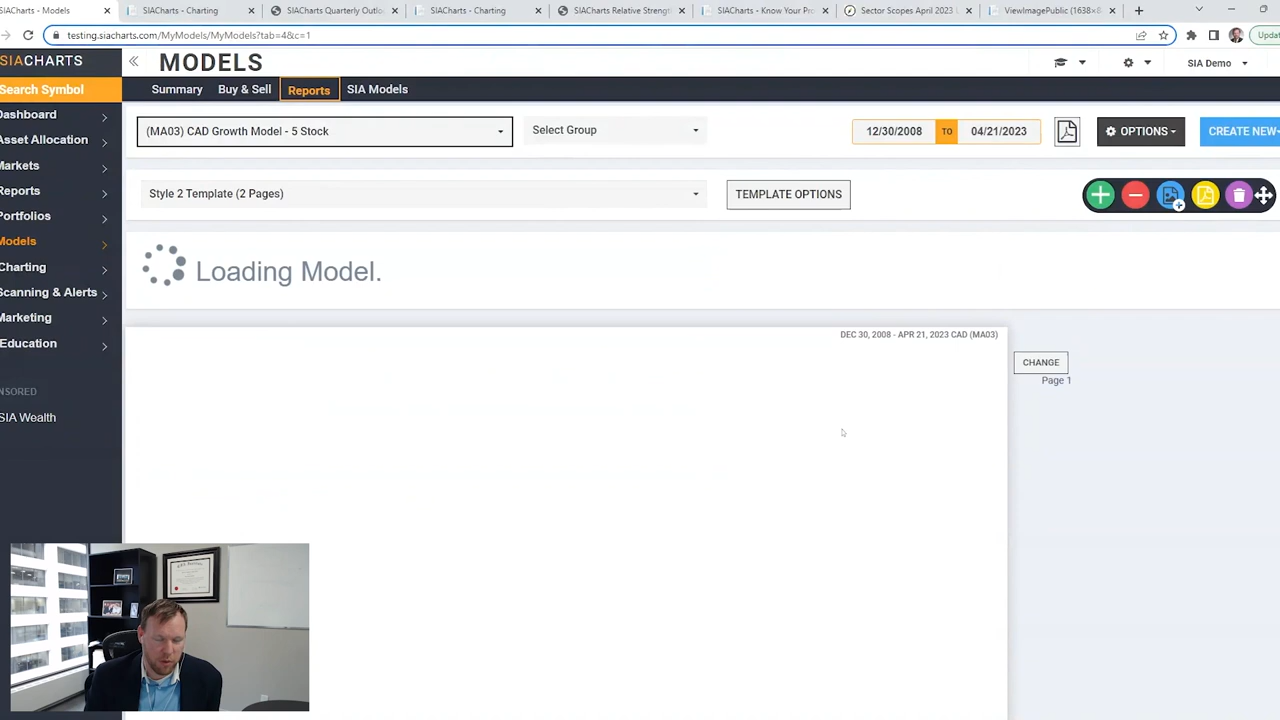 SIACharts - Models
SIACharts - Charting
SIACharts Quarterly Outlo
SIACharts - Charting
SIACharts Relative Strengt
SIACharts - Know Your Pro
Sector Scopes April 2023 U
ViewImagePublic (1638×8
testing.siacharts.com/MyModels/MyModels?tab=4&c=1
Updat
SIACHARTS
MODELS
SIA Demo
Search Symbol
Summary
Buy & Sell
Reports
SIA Models
Dashboard
Asset Allocation
Markets
Reports
Portfolios
Models
Charting
Scanning & Alerts
Marketing
Education
NSORED
SIA Wealth
(MA03) CAD Growth Model - 5 Stock
Select Group
12/30/2008 TO 04/21/2023
OPTIONS
CREATE NEW
Style 2 Template (2 Pages)
TEMPLATE OPTIONS
Loading Model.
DEC 30, 2008 - APR 21, 2023 CAD (MA03)
CHANGE
Page 1